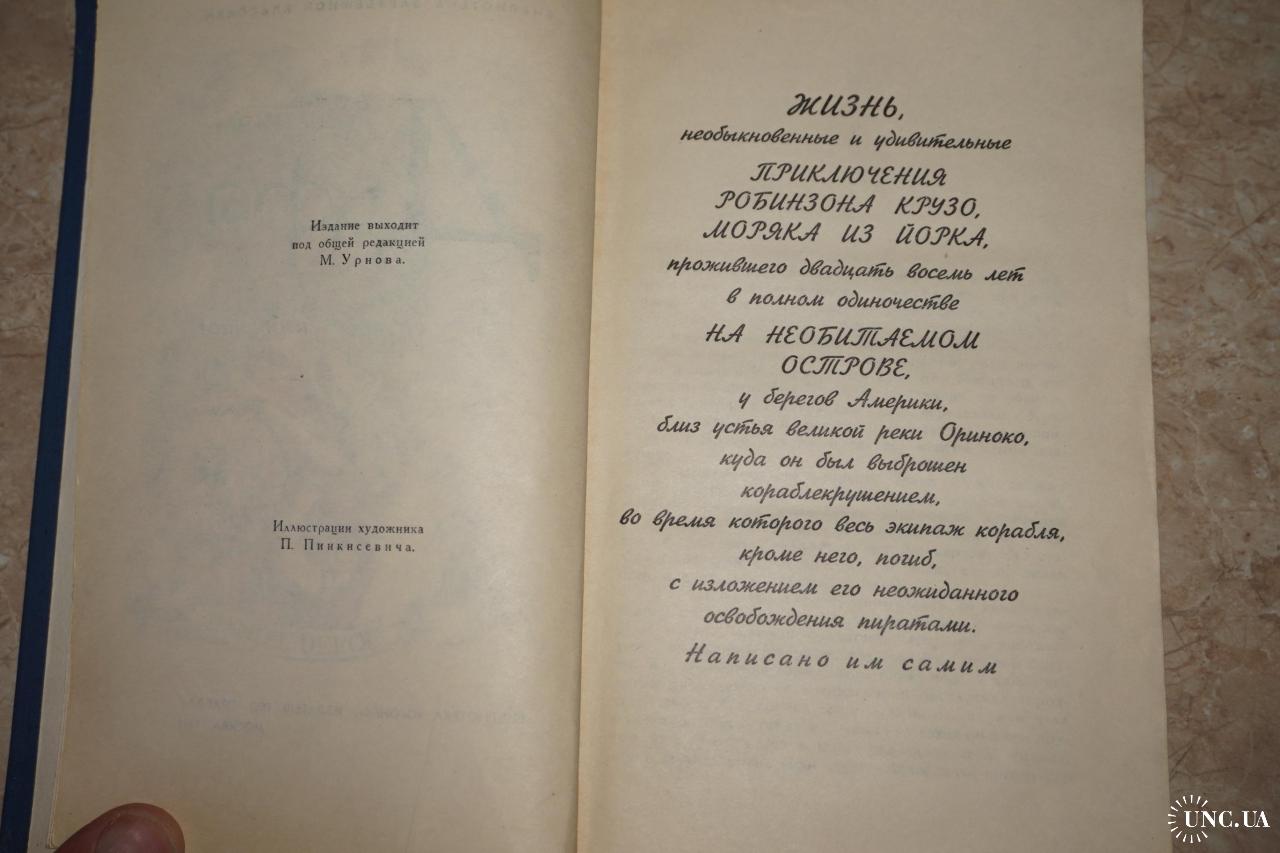 Издание выходит
под общей редакцией
М. Урнова.
Иллюстрации художника
П. Пинкисевича.
ЖИЗНЬ,
необыкновенные и удивительные
ПРИКЛЮЧЕНИЯ
РОБИНЗОНА КРУЗО,
МОРЯКА ИЗ ЙОРКА,
прожившего двадцать восемь лет
в полном одиночестве
НА НЕОБИТАЕМОМ
ОСТРОВЕ,
у берегов Америки,
близ устья великой реки Ориноко,
куда он был выброшен
кораблекрушением,
во время которого весь экипаж корабля,
кроме него, погиб,
с изложением его неожиданного
освобождения пиратами.
Написано им самим
UNC.UA